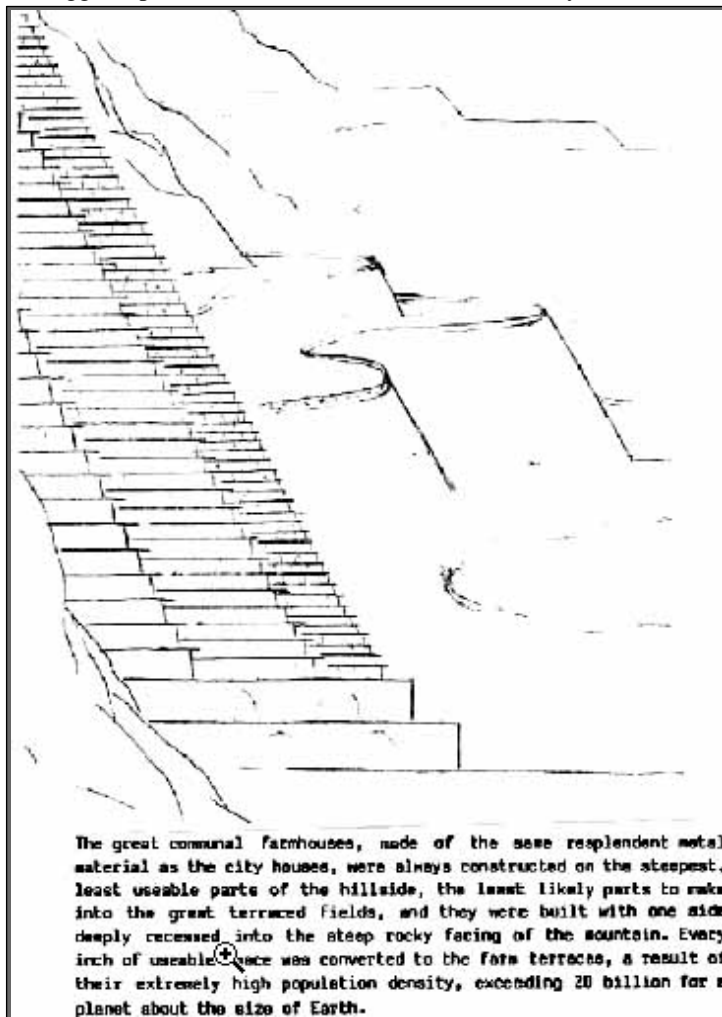 The great communal farmhouses, made of the same resplendent metal
material as the city houses, were always constructed on the steepest,
least useable parts of the hillside, the least likely parts to make
into the great terraced fields, and they were built with one side
deeply recessed into the steep rocky facing of the mountain. Every
inch of useable was converted to the farm terraces, a result of
their extremely high population density, exceeding 20 billion for a
planet about the size of Earth.